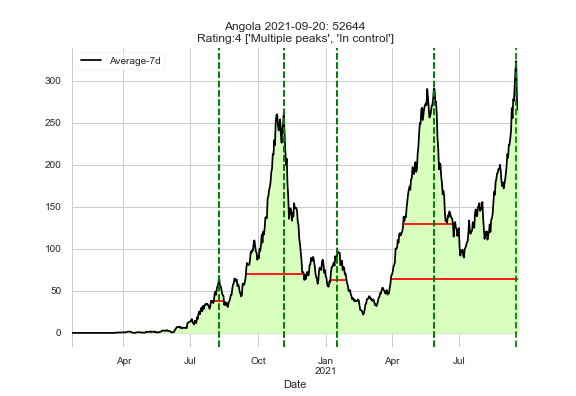 Angola 2021-09-20: 52644
Rating:4 ['Multiple peaks', 'In control']
Average-7d
300
250
200
150
100
50
0
Apr Jul Oct Jan Apr Jul
2021
Date